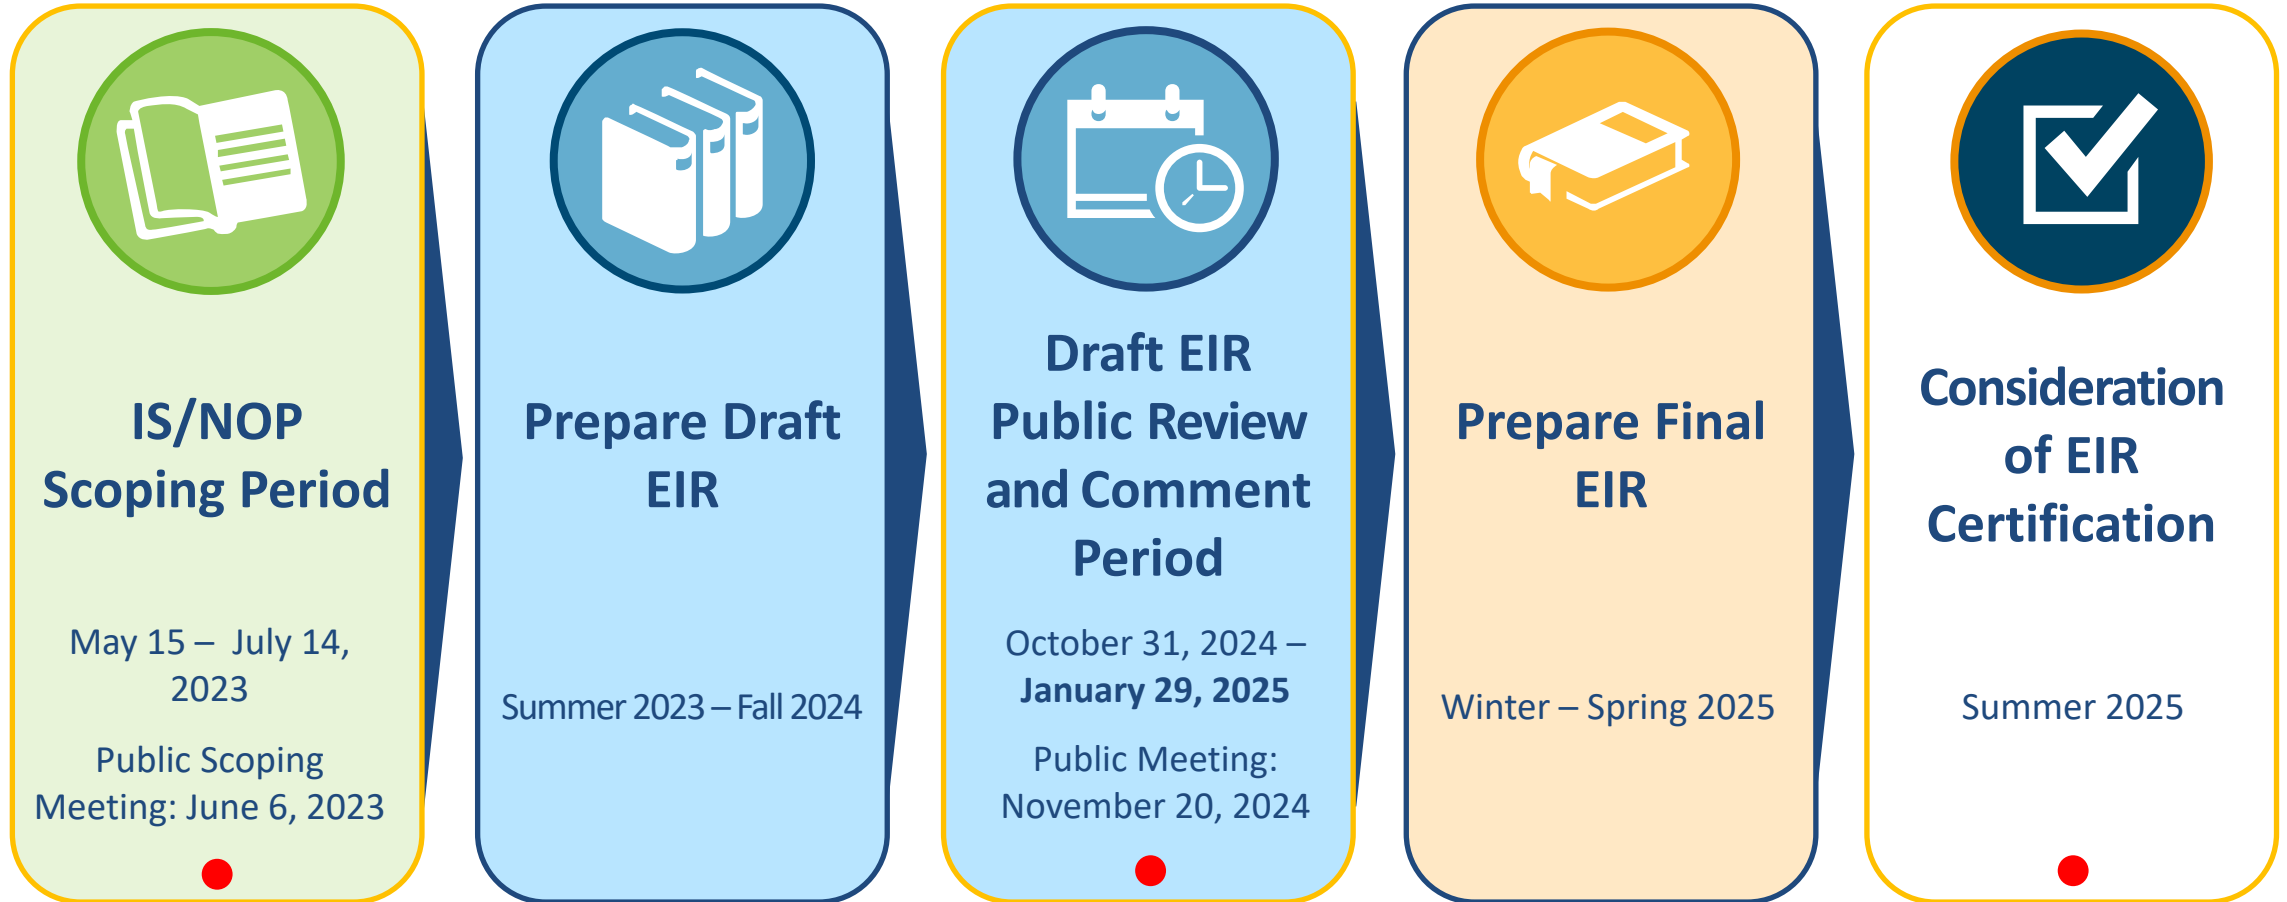 IS/NOP
Scoping Period
May 15 – July 14,
2023
Public Scoping
Meeting: June 6, 2023
Prepare Draft
EIR
Summer 2023 – Fall 2024
Draft EIR
Public Review
and Comment
Period
October 31, 2024 –
January 29, 2025
Public Meeting:
November 20, 2024
Prepare Final
EIR
Winter – Spring 2025
Consideration
of EIR
Certification
Summer 2025